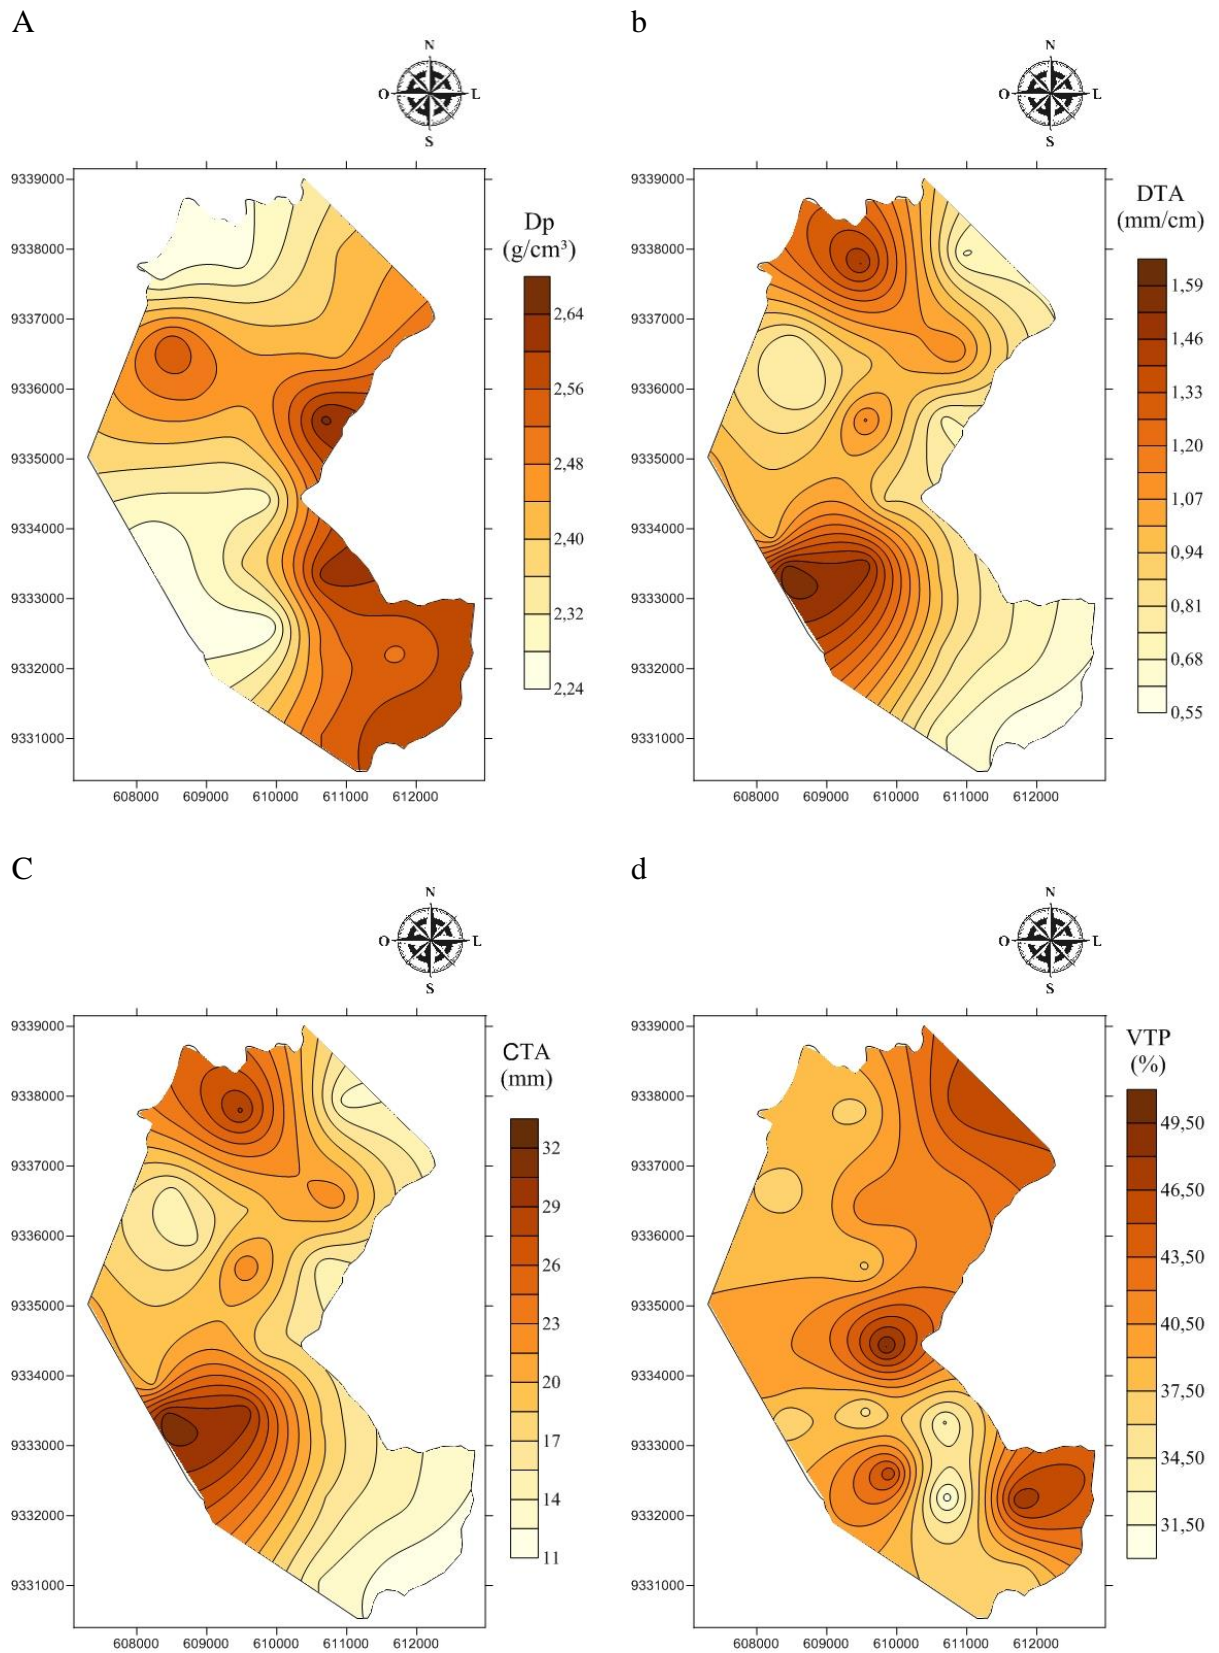 A
N
O
L
S
9339000
9338000
9337000
9336000
9335000
9334000
9333000
9332000
9331000
608000 609000 610000 611000 612000
Dp
(g/cm³)
2,64
2,56
2,48
2,40
2,32
2,24
b
N
O
L
S
9339000
9338000
9337000
9336000
9335000
9334000
9333000
9332000
9331000
608000 609000 610000 611000 612000
DTA
(mm/cm)
1,59
1,46
1,33
1,20
1,07
0,94
0,81
0,68
0,55
C
N
O
L
S
9339000
9338000
9337000
9336000
9335000
9334000
9333000
9332000
9331000
608000 609000 610000 611000 612000
CTA
(mm)
32
29
26
23
20
17
14
11
d
N
O
L
S
9339000
9338000
9337000
9336000
9335000
9334000
9333000
9332000
9331000
608000 609000 610000 611000 612000
VTP
(%)
49,50
46,50
43,50
40,50
37,50
34,50
31,50